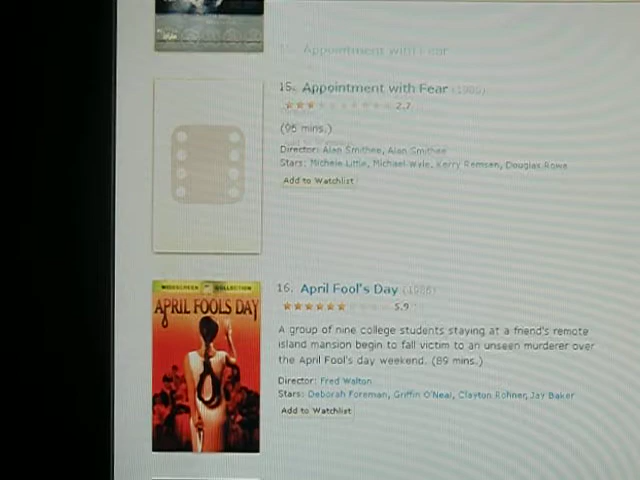 Appointment with Fear
15. Appointment with Fear (1985)
2.7
(96 mins.)
Director: Alan Smithee, Alan Smithee
Stars: Michele Little, Michael Wyle, Kerry Remsen, Douglas Rowe
Add to Watchlist
WIDESCREEN COLLECTION
APRIL FOOL'S DAY
16. April Fool's Day (1986)
5.9
A group of nine college students staying at a friend's remote
island mansion begin to fall victim to an unseen murderer over
the April Fool's day weekend. (89 mins.)
Director: Fred Walton
Stars: Deborah Foreman, Griffin O'Neal, Clayton Rohner, Jay Baker
Add to Watchlist